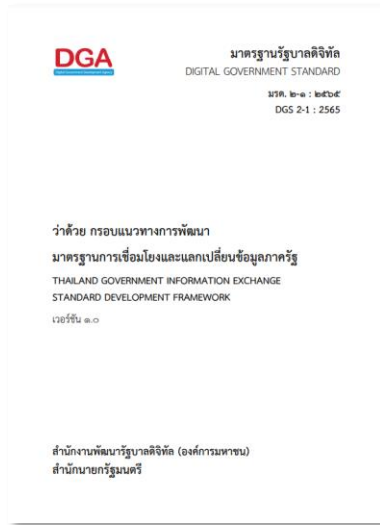 DGA
มาตรฐานรัฐบาลดิจิทัล
DIGITAL GOVERNMENT STANDARD
มรด. ๒-๑ : ๒๕๖๕
DGS 2-1 : 2565
ว่าด้วย กรอบแนวทางการพัฒนา
มาตรฐานการเชื่อมโยงและแลกเปลี่ยนข้อมูลภาครัฐ
THAILAND GOVERNMENT INFORMATION EXCHANGE
STANDARD DEVELOPMENT FRAMEWORK
เวอร์ชัน ๑.๐
สำนักงานพัฒนารัฐบาลดิจิทัล (องค์การมหาชน)
สำนักนายกรัฐมนตรี